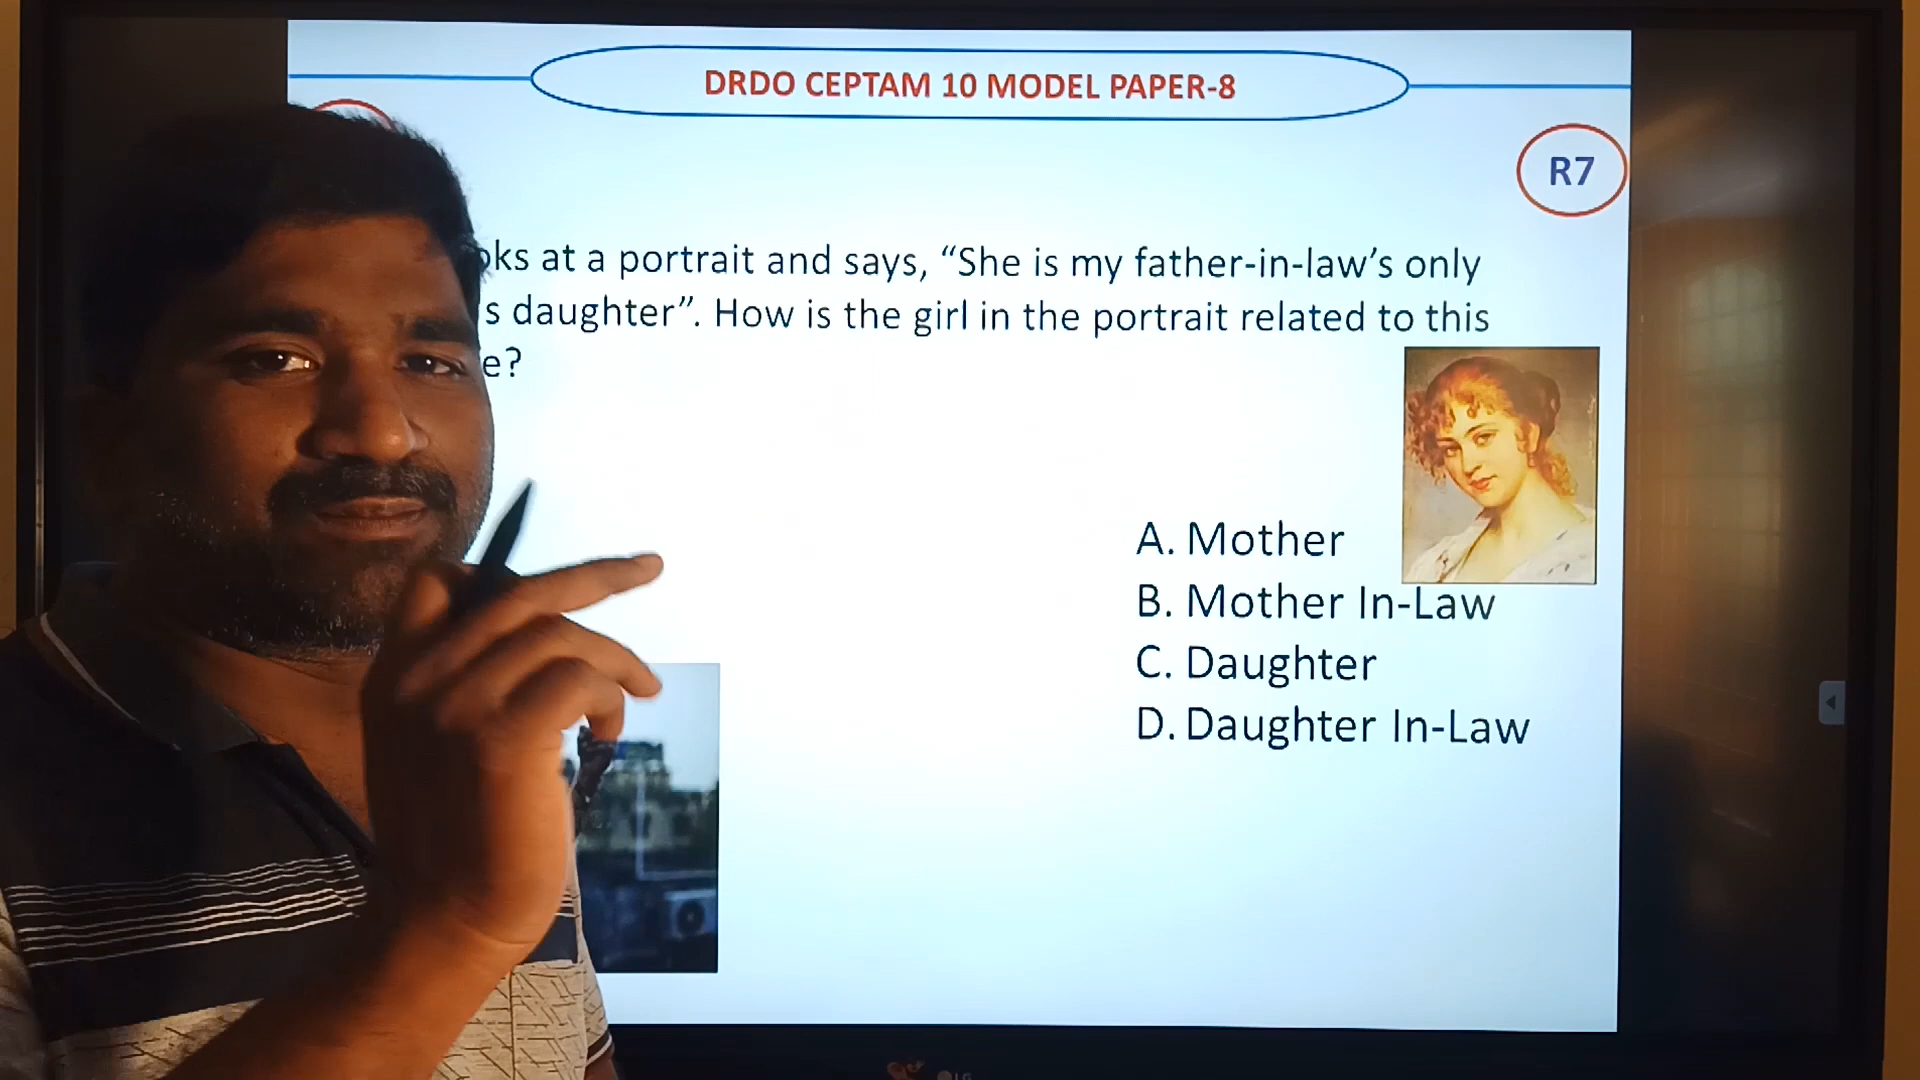 DRDO CEPTAM 10 MODEL PAPER-8
R7
at a portrait and says, “She is my father-in-law’s only
daughter”. How is the girl in the portrait related to this
A. Mother
B. Mother In-Law
C. Daughter
D. Daughter In-Law